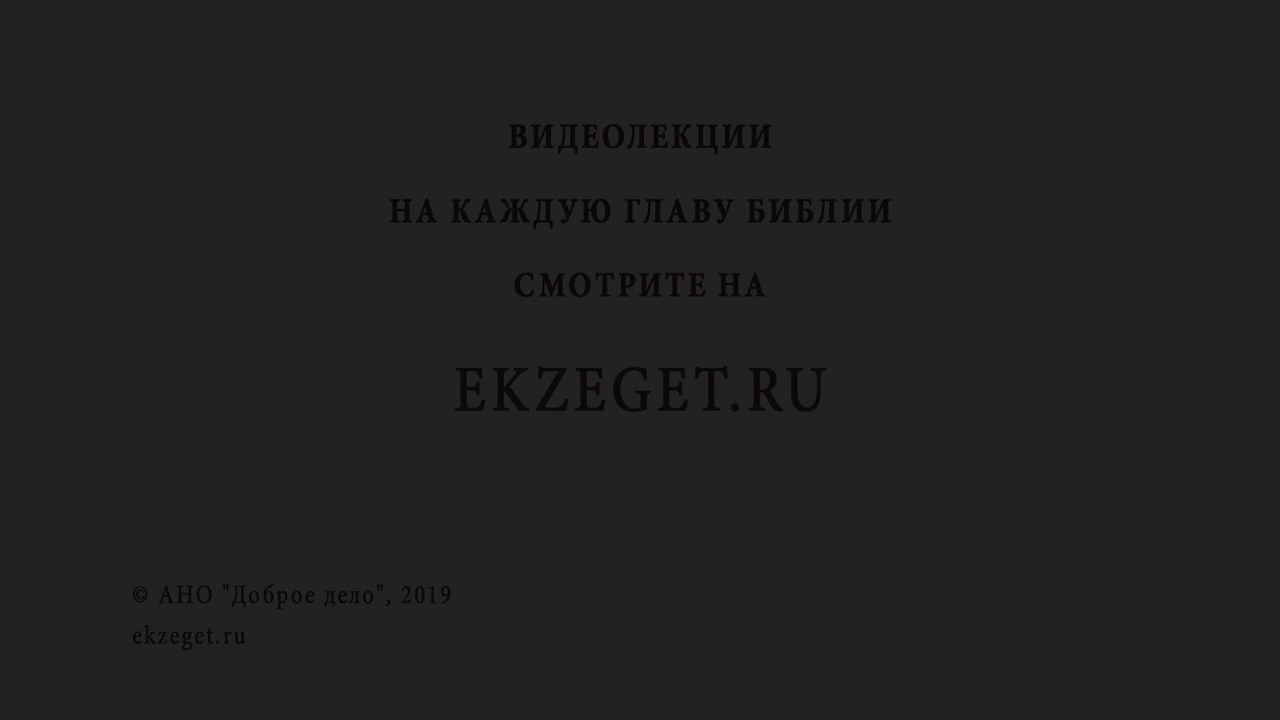 ВИДЕОЛЕКЦИИ
НА КАЖДУЮ ГЛАВУ БИБЛИИ
СМОТРИТЕ НА
EKZEGET.RU
© АНО "Доброе дело", 2019
ekzeget.ru